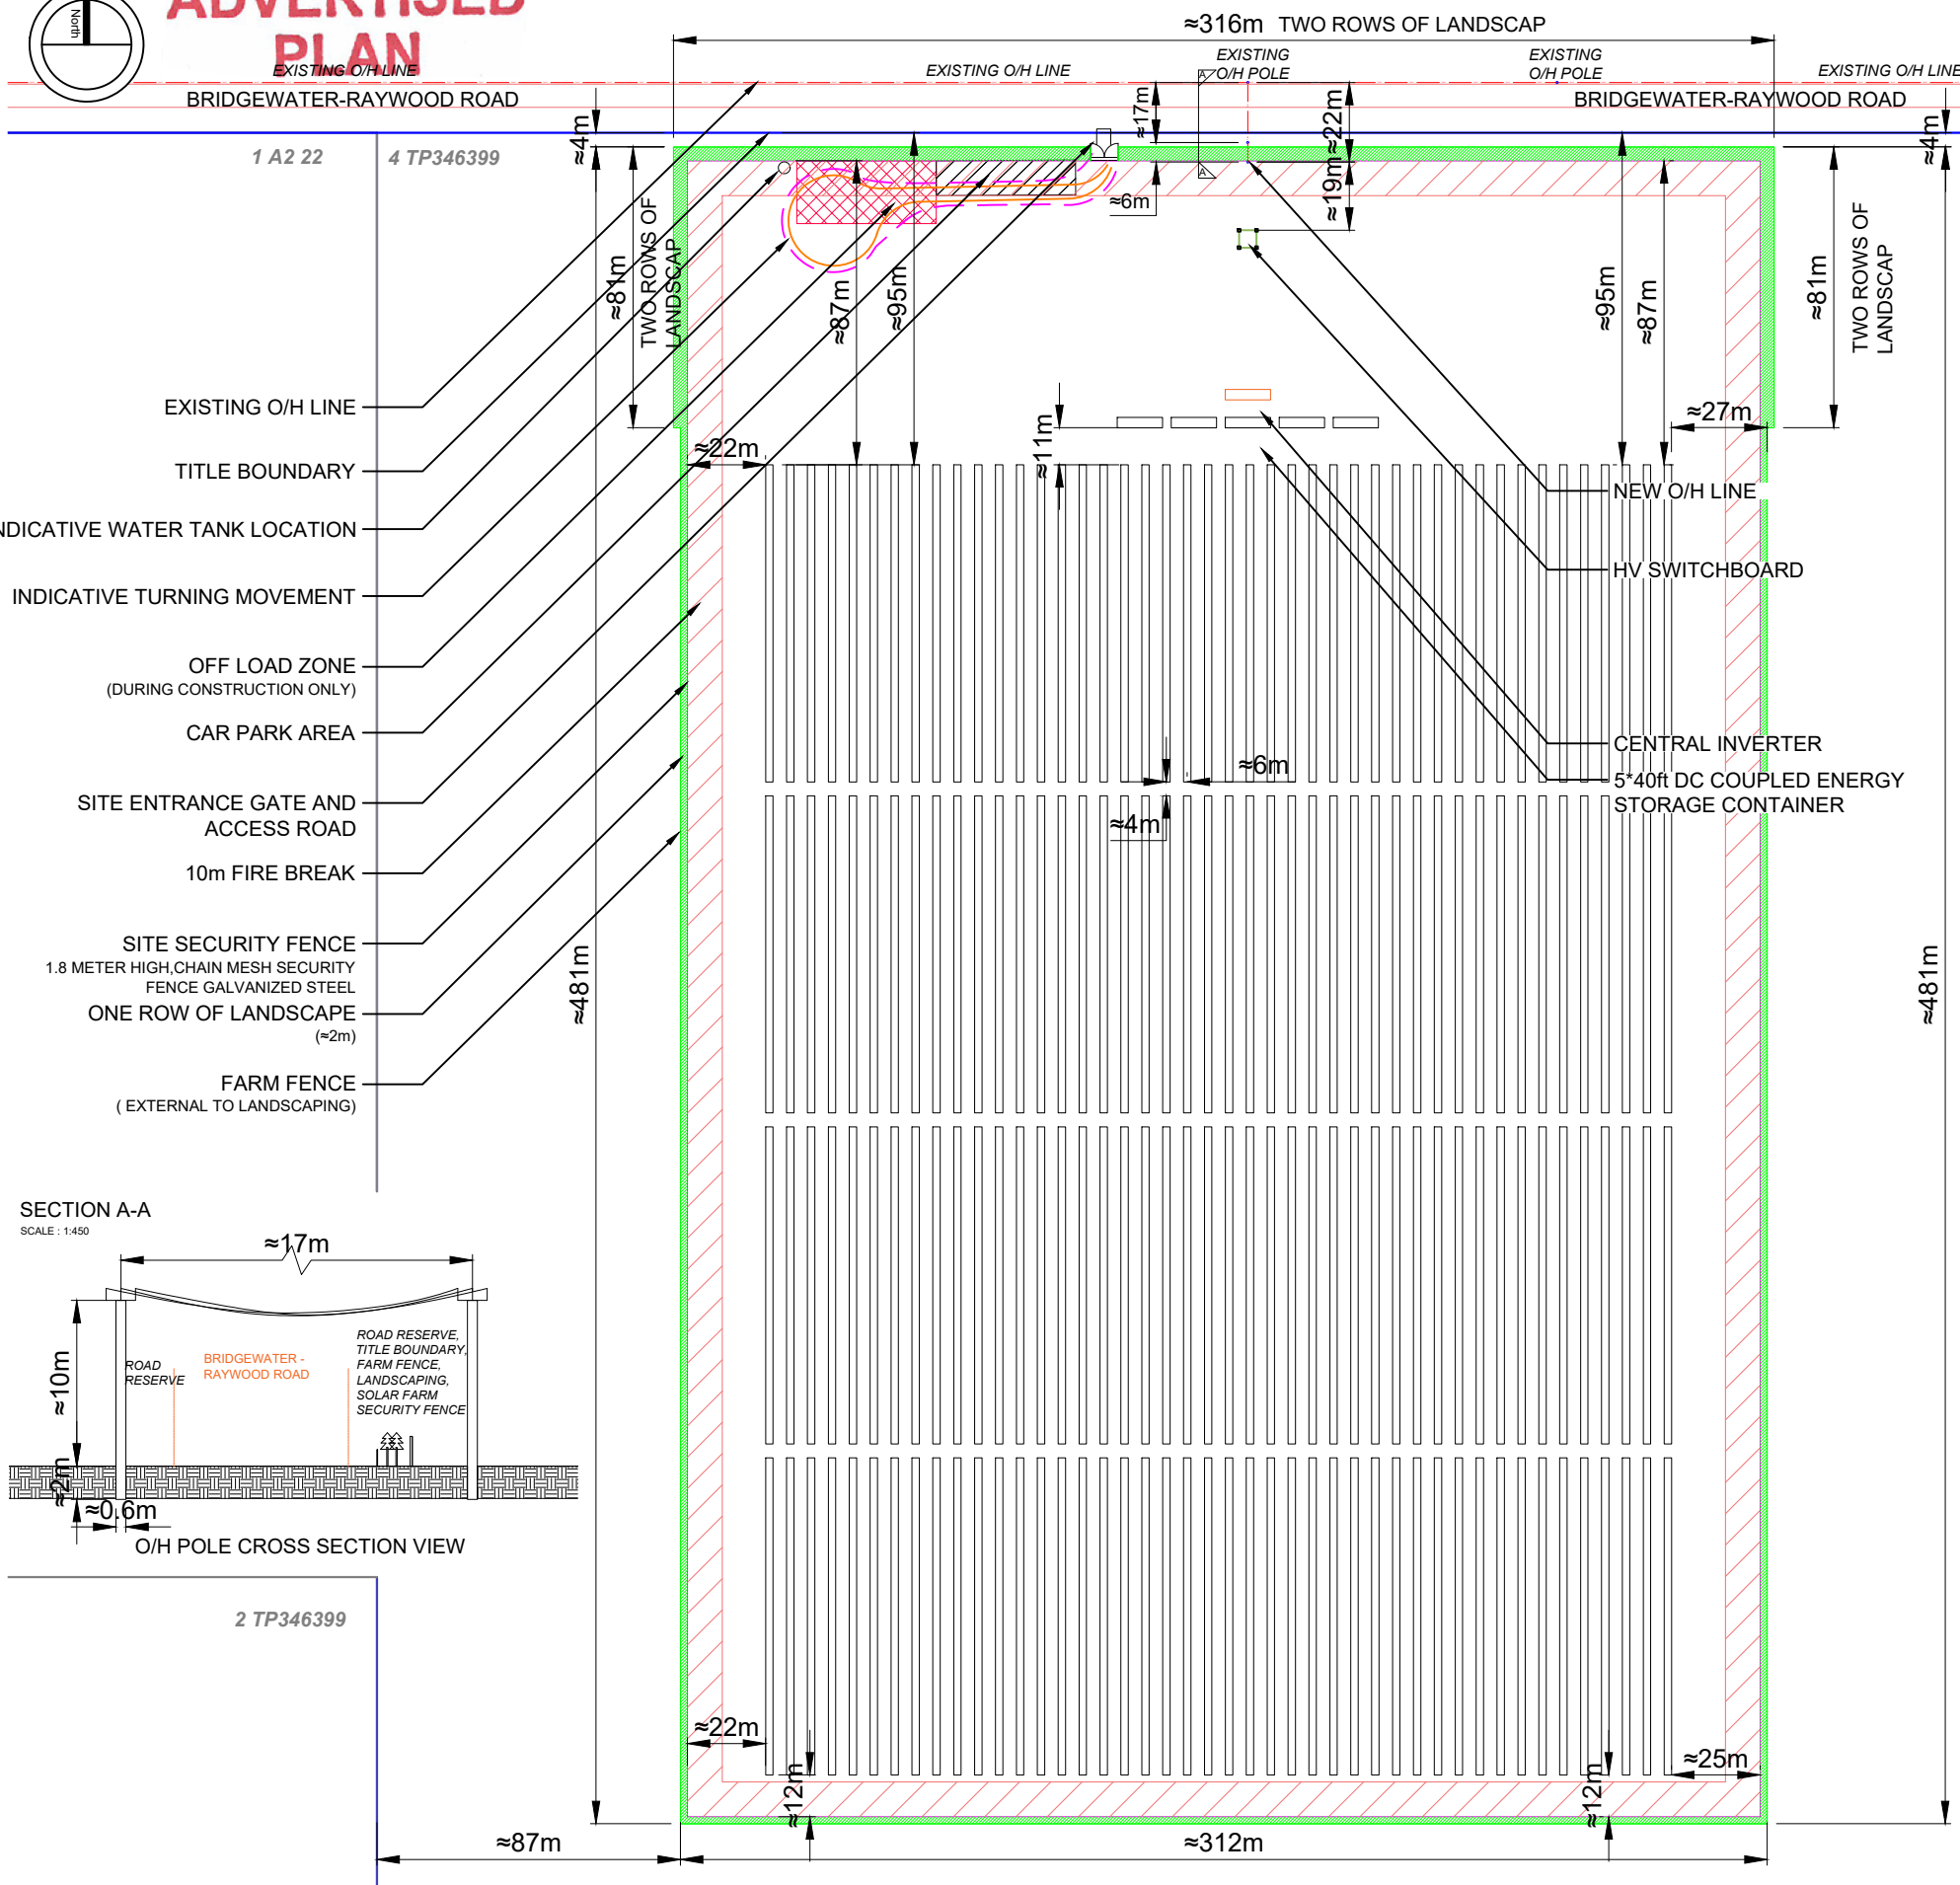 ADVERTISED
PLAN
North
≈316m TWO ROWS OF LANDSCAP
EXISTING O/H LINE
EXISTING O/H LINE
EXISTING
O/H POLE
EXISTING
O/H POLE
EXISTING O/H LINE
BRIDGEWATER-RAYWOOD ROAD
BRIDGEWATER-RAYWOOD ROAD
A
A
≈17m
≈22m
≈4m
≈4m
1 A2 22
4 TP346399
≈6m
≈19m
≈81m
TWO ROWS OF
LANDSCAP
≈87m
≈95m
≈95m
≈87m
≈81m
TWO ROWS OF
LANDSCAP
≈22m
≈11m
≈27m
EXISTING O/H LINE
TITLE BOUNDARY
NDICATIVE WATER TANK LOCATION
INDICATIVE TURNING MOVEMENT
OFF LOAD ZONE
(DURING CONSTRUCTION ONLY)
CAR PARK AREA
SITE ENTRANCE GATE AND
ACCESS ROAD
10m FIRE BREAK
SITE SECURITY FENCE
1.8 METER HIGH,CHAIN MESH SECURITY
FENCE GALVANIZED STEEL
ONE ROW OF LANDSCAPE
(≈2m)
FARM FENCE
( EXTERNAL TO LANDSCAPING)
NEW O/H LINE
HV SWITCHBOARD
CENTRAL INVERTER
5*40ft DC COUPLED ENERGY
STORAGE CONTAINER
≈6m
≈4m
≈481m
≈481m
SECTION A-A
SCALE : 1:450
≈17m
≈10m
ROAD
RESERVE
BRIDGEWATER -
RAYWOOD ROAD
ROAD RESERVE,
TITLE BOUNDARY,
FARM FENCE,
LANDSCAPING,
SOLAR FARM
SECURITY FENCE
≈2m
≈0.6m
O/H POLE CROSS SECTION VIEW
2 TP346399
≈22m
≈12m
≈12m
≈25m
≈87m
≈312m